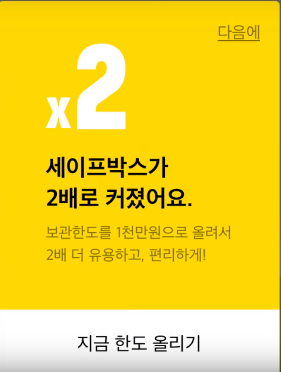 다음에
x2
세이프박스가
2배로 커졌어요.
보관한도를 1천만원으로 올려서
2배 더 유용하고, 편리하게!
지금 한도 올리기